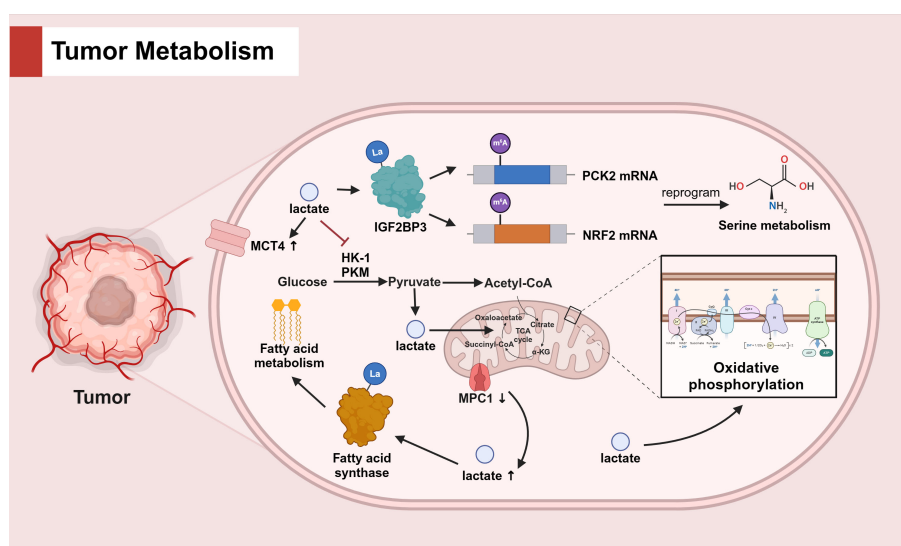 Tumor Metabolism
La
m⁶A
PCK2 mRNA
lactate
IGF2BP3
m⁶A
NRF2 mRNA
reprogram
O
HO
OH
NH₂
Serine metabolism
MCT4 ↑
HK-1
PKM
Glucose
Pyruvate
Acetyl-CoA
Oxaloacetate
Citrate
TCA
cycle
Succinyl-CoA
α-KG
lactate
Fatty acid
metabolism
MPC1 ↓
La
Fatty acid
synthase
lactate ↑
lactate
Oxidative
phosphorylation
Tumor